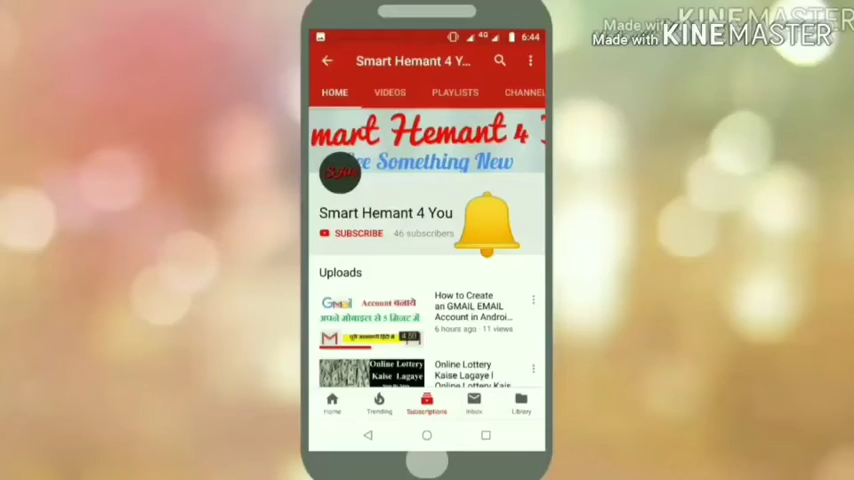 Made with KINEMASTER
Made with KINEMASTER
4G 6:44
Smart Hemant 4 Y...
HOME VIDEOS PLAYLISTS CHANNEL
mart Hemant 4
Something New
Smart Hemant 4 You
SUBSCRIBE 46 subscribers
Uploads
Gmail Account बनाये
अपने मोबाइल से 5 मिनट में
4:50
How to Create
an GMAIL EMAIL
Account in Androi...
6 hours ago · 11 views
Online Lottery
Kaise Lagaye
Online Lottery
Kaise Lagaye l
Online Lottery Kais
Home Trending Subscriptions Inbox Library